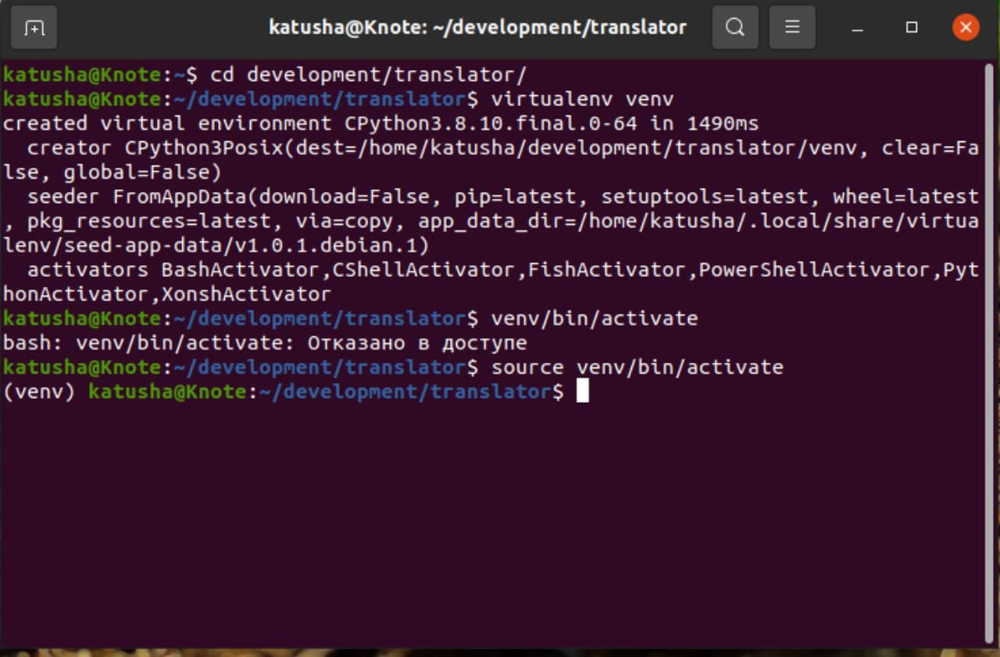 katusha@Knote: ~/development/translator
katusha@Knote:~$ cd development/translator/
katusha@Knote:~/development/translator$ virtualenv venv
created virtual environment CPython3.8.10.final.0-64 in 1490ms
  creator CPython3Posix(dest=/home/katusha/development/translator/venv, clear=Fa
lse, global=False)
  seeder FromAppData(download=False, pip=latest, setuptools=latest, wheel=latest
, pkg_resources=latest, via=copy, app_data_dir=/home/katusha/.local/share/virtua
lenv/seed-app-data/v1.0.1.debian.1)
  activators BashActivator,CShellActivator,FishActivator,PowerShellActivator,Pyt
honActivator,XonshActivator
katusha@Knote:~/development/translator$ venv/bin/activate
bash: venv/bin/activate: Отказано в доступе
katusha@Knote:~/development/translator$ source venv/bin/activate
(venv) katusha@Knote:~/development/translator$